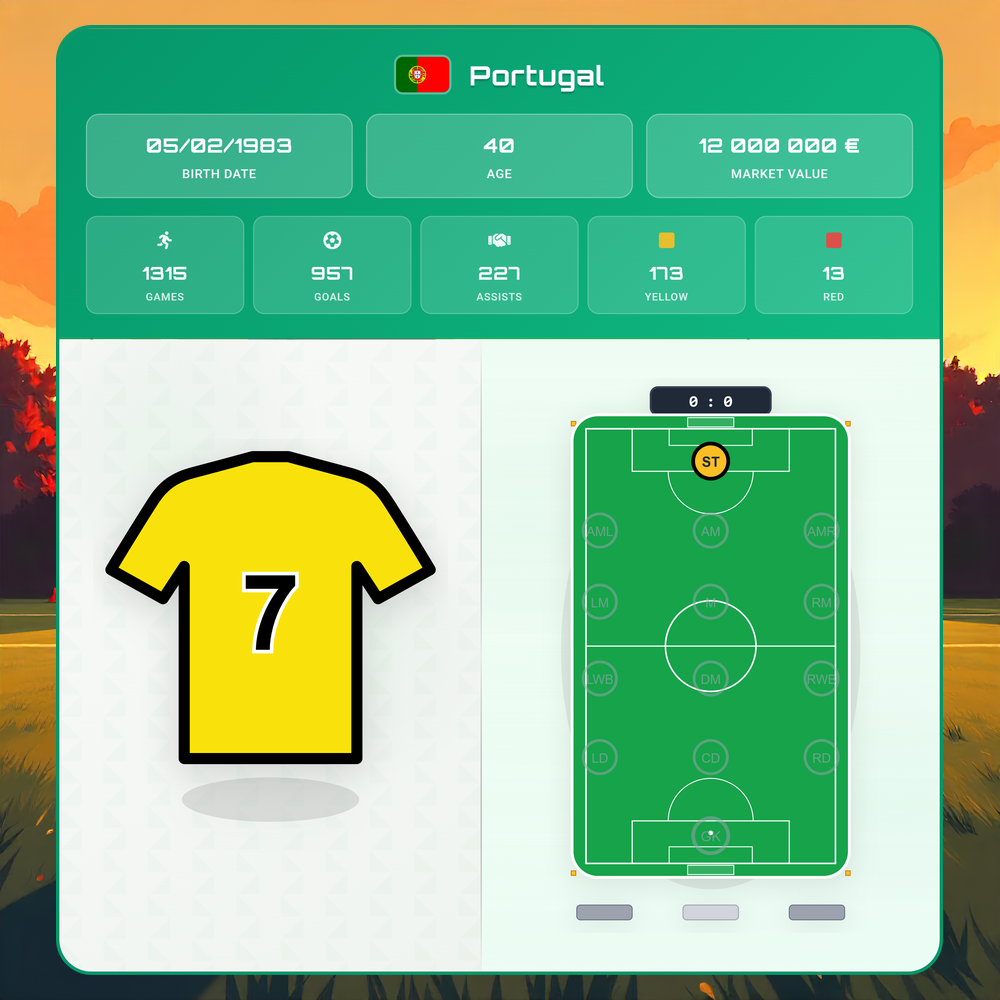 Portugal
05/02/1983
BIRTH DATE
40
AGE
12 000 000 €
MARKET VALUE
1315
GAMES
957
GOALS
227
ASSISTS
173
YELLOW
13
RED
7
0 : 0
ST
AML
AM
AMR
LM
M
RM
LWB
DM
RWB
LD
CD
RD
GK